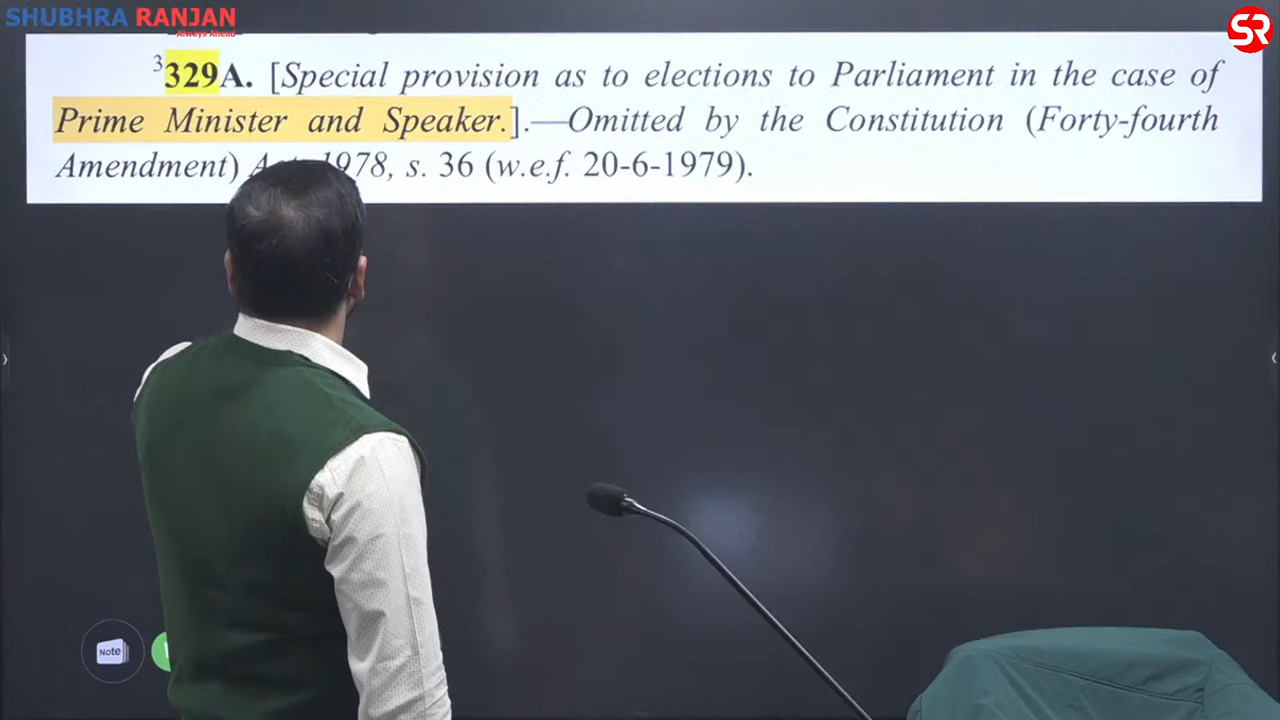 SHUBHRA RANJAN
Always Ahead
SR
³329A. [Special provision as to elections to Parliament in the case of
Prime Minister and Speaker.].—Omitted by the Constitution (Forty-fourth
Amendment) Act, 1978, s. 36 (w.e.f. 20-6-1979).
Note